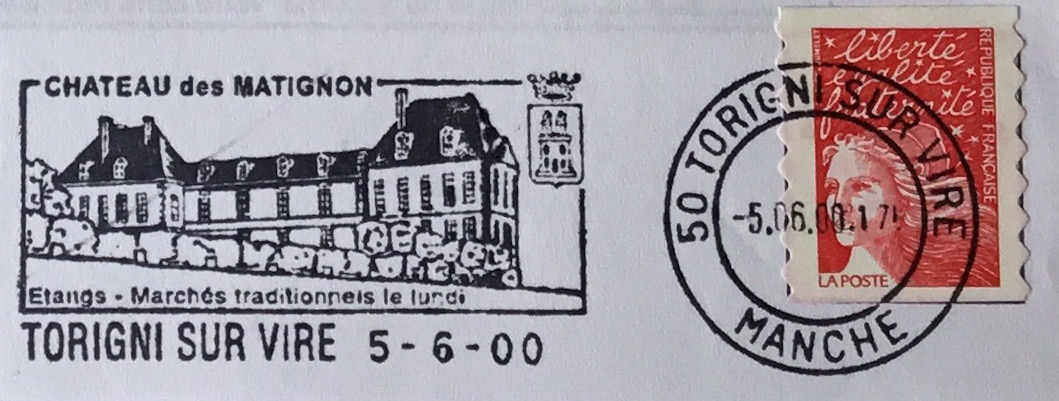 CHATEAU des MATIGNON
Etangs - Marchés traditionnels le lundi
TORIGNI SUR VIRE 5-6-00
50 TORIGNI SUR VIRE
-5.06.00
MANCHE
liberté
égalité
fraternité
RÉPUBLIQUE FRANÇAISE
LA POSTE